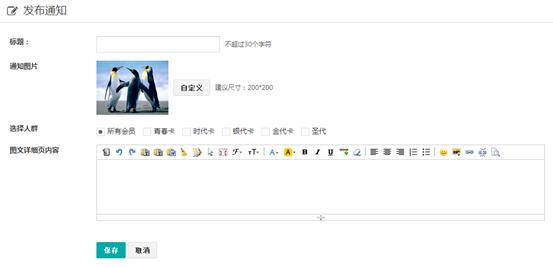 发布通知
标题：
不超过30个字符
通知图片
自定义
建议尺寸：200*200
选择人群
所有会员 青春卡 时代卡 银代卡 金代卡 圣代
图文详细页内容
保存 取消